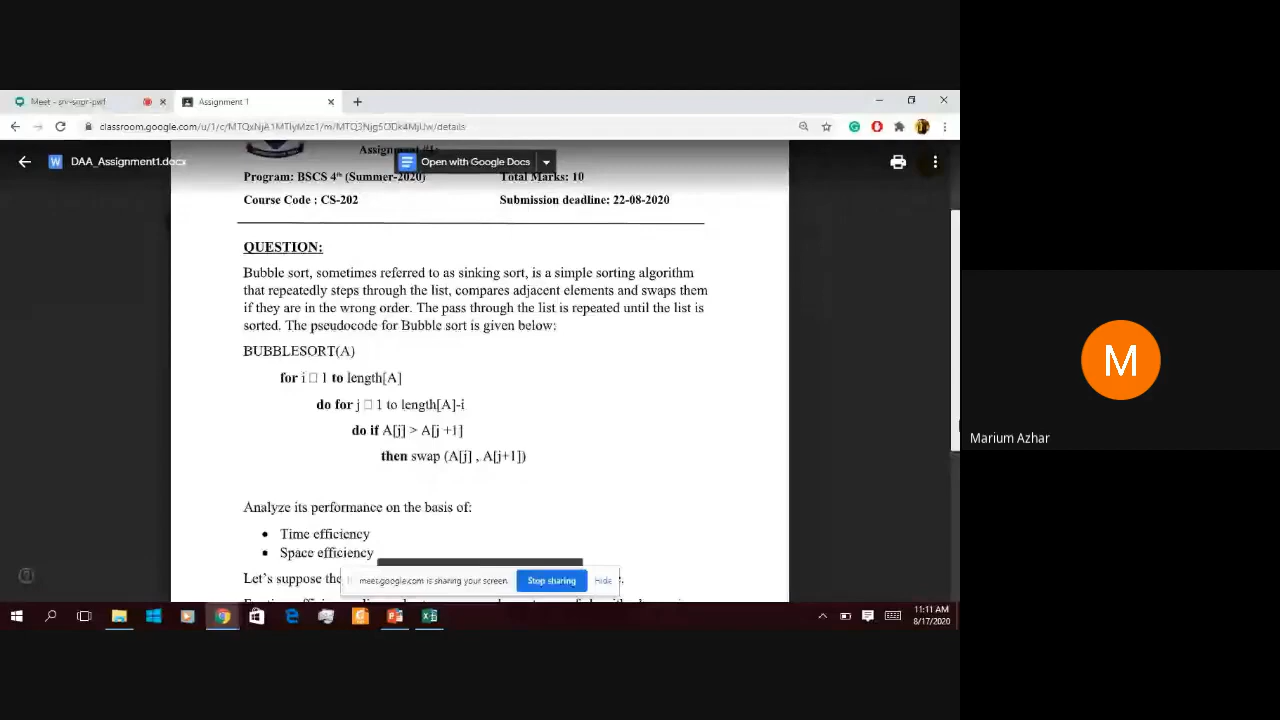 Assignment 1
classroom.google.com/u/1/c/MTQxNjA1MTIyMzc1/m/MTQ3Njg5ODk4MjUw/details
DAA_Assignment1.docx
Open with Google Docs
Program: BSCS 4th (Summer-2020) Total Marks: 10
Course Code : CS-202 Submission deadline: 22-08-2020
QUESTION:
Bubble sort, sometimes referred to as sinking sort, is a simple sorting algorithm
that repeatedly steps through the list, compares adjacent elements and swaps them
if they are in the wrong order. The pass through the list is repeated until the list is
sorted. The pseudocode for Bubble sort is given below:
BUBBLESORT(A)
for i □ 1 to length[A]
do for j □ 1 to length[A]-i
do if A[j] > A[j +1]
then swap (A[j] , A[j+1])
Analyze its performance on the basis of:
• Time efficiency
• Space efficiency
Let's suppose the
meet.google.com is sharing your screen. Stop sharing Hide
11:11 AM
8/17/2020
M
Marium Azhar